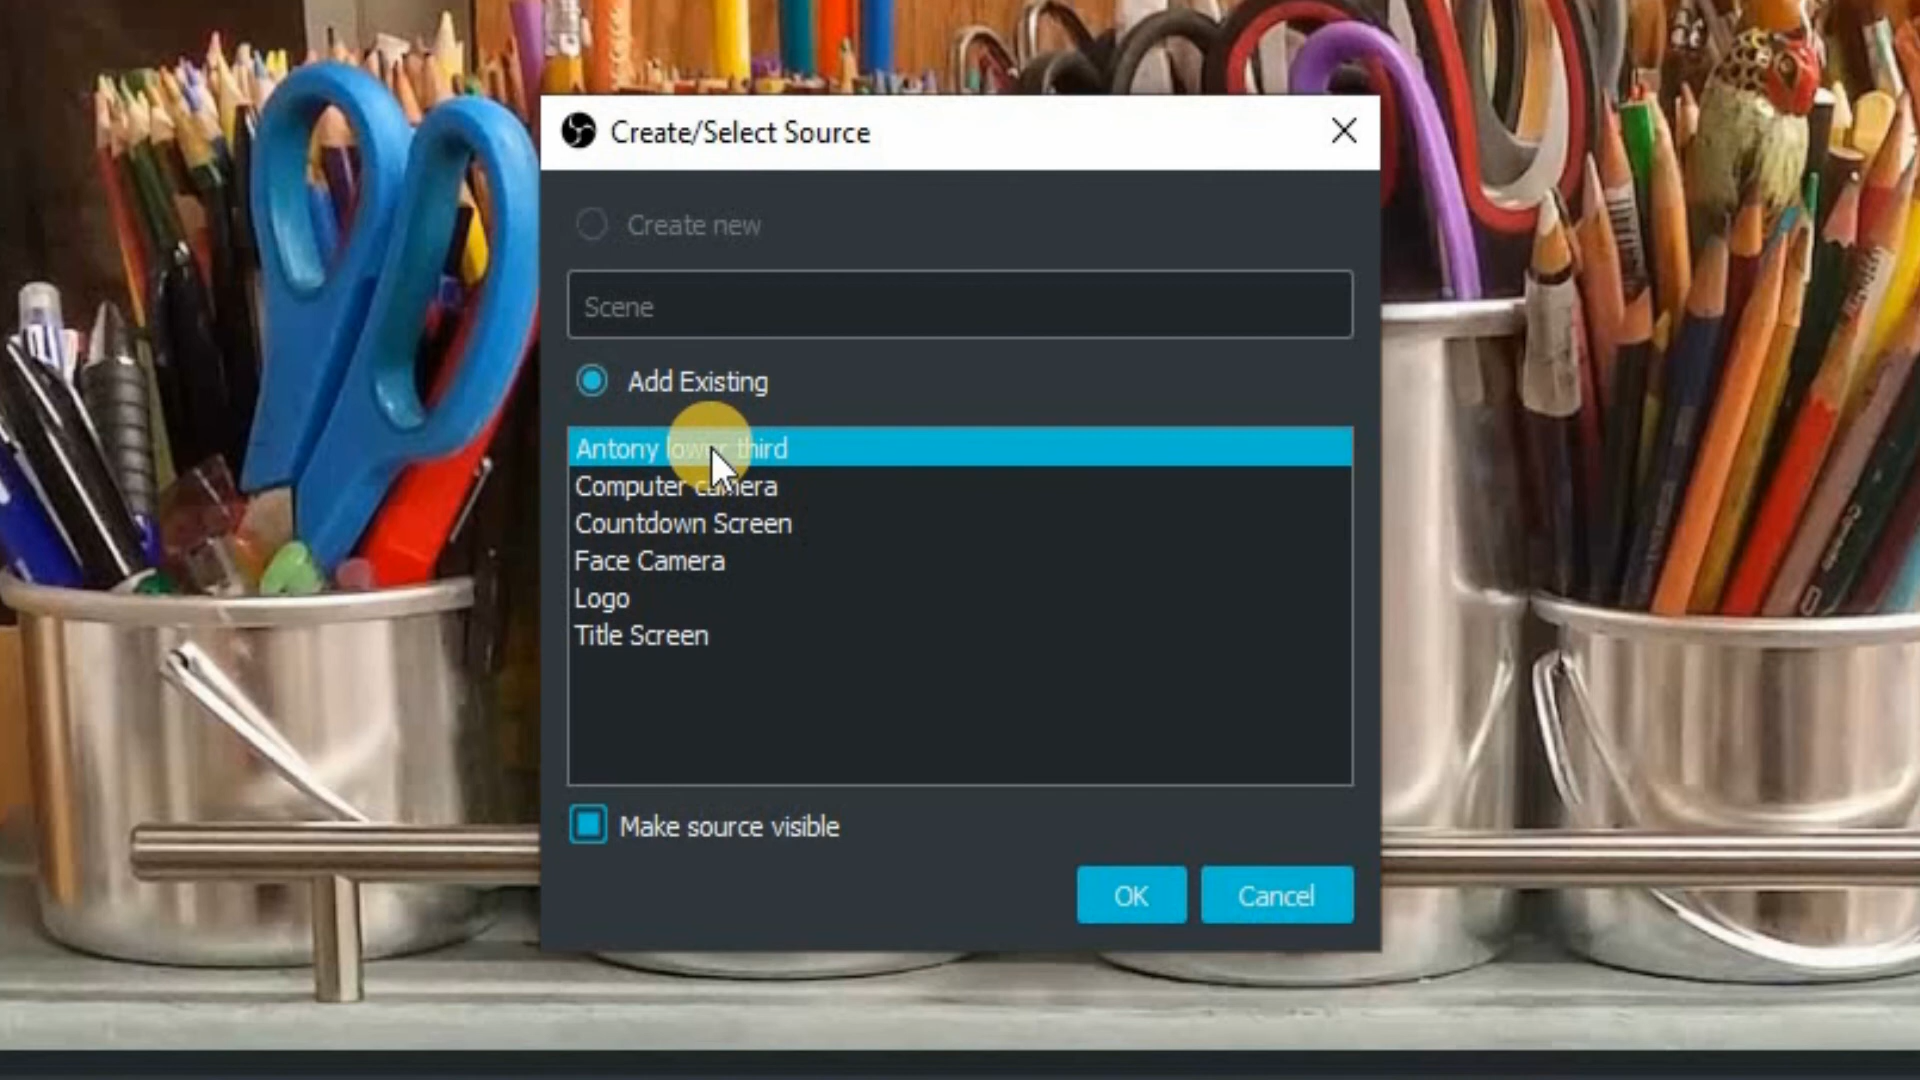 Create/Select Source
Create new
Scene
Add Existing
Antony lower third
Computer camera
Countdown Screen
Face Camera
Logo
Title Screen
Make source visible
OK
Cancel